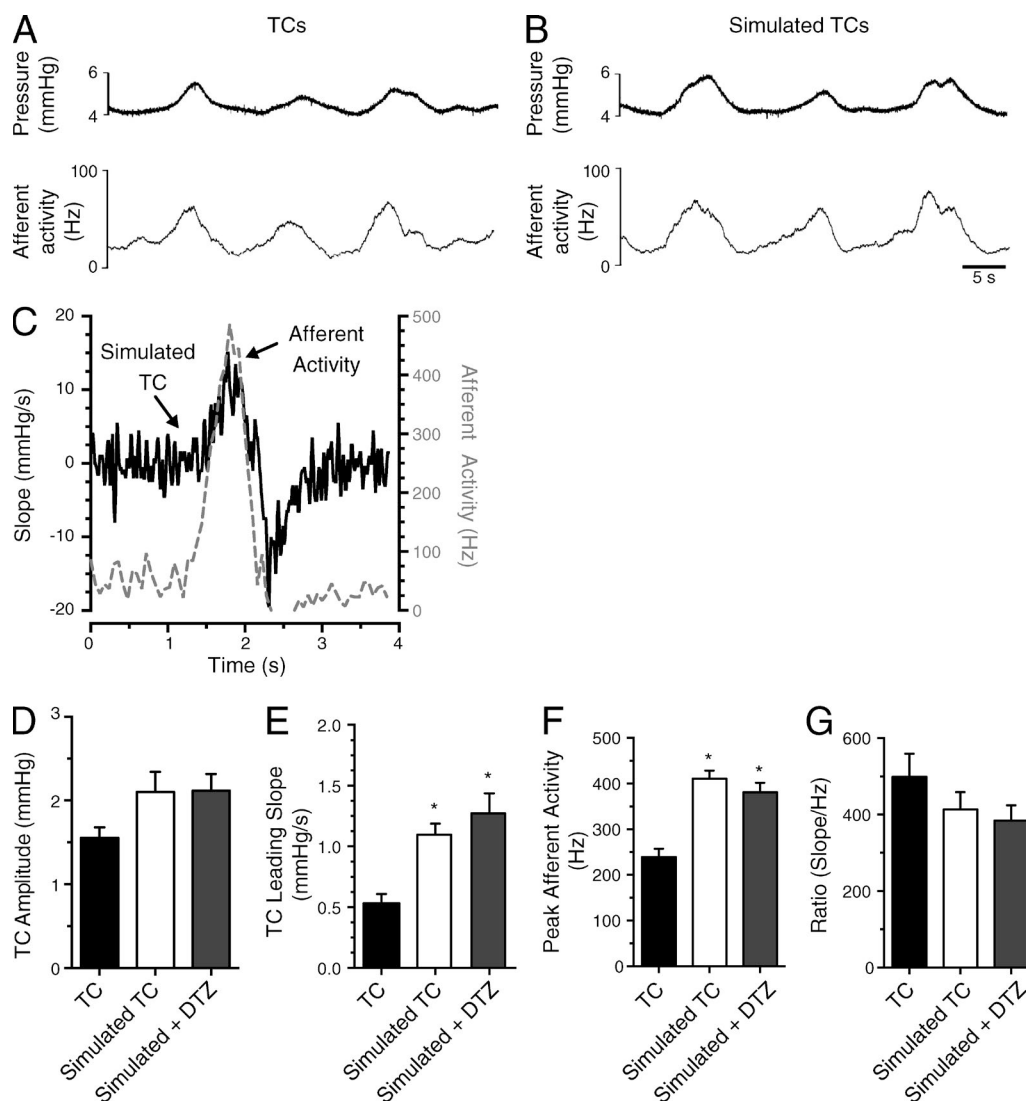 A
TCs
B
Simulated TCs
Pressure
(mmHg)
6
4
Pressure
(mmHg)
6
4
Afferent
activity
(Hz)
100
0
Afferent
activity
(Hz)
100
0
5 s
C
20
10
0
-10
-20
Slope (mmHg/s)
Simulated
TC
Afferent
Activity
500
400
300
200
100
0
Afferent Activity (Hz)
0 1 2 3 4
Time (s)
D
TC Amplitude (mmHg)
3
2
1
0
TC
Simulated TC
Simulated + DTZ
E
TC Leading Slope
(mmHg/s)
2.0
1.5
1.0
0.5
0.0
*
*
TC
Simulated TC
Simulated + DTZ
F
Peak Afferent Activity
(Hz)
500
400
300
200
100
0
*
*
TC
Simulated TC
Simulated + DTZ
G
Ratio (Slope/Hz)
600
400
200
0
TC
Simulated TC
Simulated + DTZ